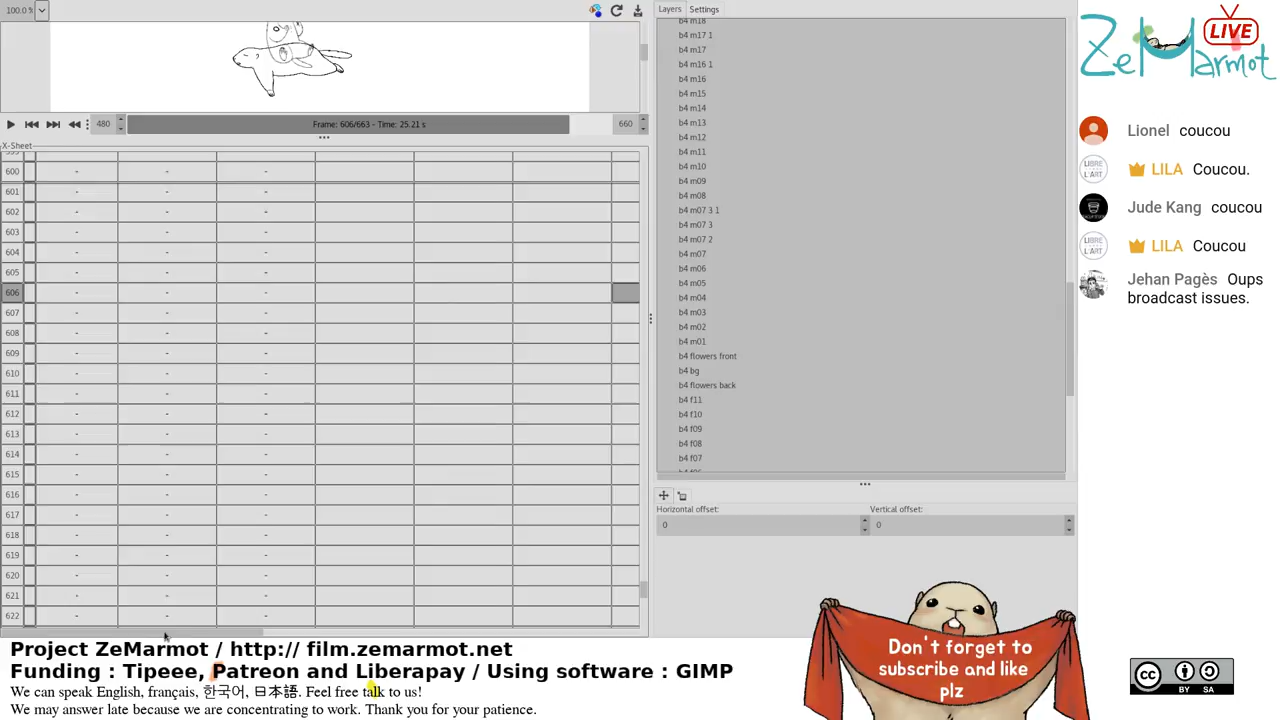 100.0 %
Layers
Settings
ZeMarmot
LIVE
b4 m18
b4 m17 1
b4 m17
b4 m16 1
b4 m16
b4 m15
b4 m14
b4 m13
b4 m12
b4 m11
b4 m10
b4 m09
b4 m08
b4 m07 3 1
b4 m07 3
b4 m07 2
b4 m07
b4 m06
b4 m05
b4 m04
b4 m03
b4 m02
b4 m01
b4 flowers front
b4 bg
b4 flowers back
b4 f11
b4 f10
b4 f09
b4 f08
b4 f07
480
Frame: 606/663 - Time: 25.21 s
660
X-Sheet
600 - - -
601 - - -
602 - - -
603 - - -
604 - - -
605 - - -
606 - - -
607 - - -
608 - - -
609 - - -
610 - - -
611 - - -
612 - - -
613 - - -
614 - - -
615 - - -
616 - - -
617 - - -
618 - - -
619 - - -
620 - - -
621 - - -
622 - - -
Horizontal offset:
0
Vertical offset:
0
Lionel coucou
LILA Coucou.
Jude Kang coucou
LILA Coucou
Jehan Pagès Oups
broadcast issues.
LIBRE
L'ART
Don't forget to
subscribe and like
plz
Project ZeMarmot / http:// film.zemarmot.net
Funding : Tipeee, Patreon and Liberapay / Using software : GIMP
We can speak English, français, 한국어, 日本語. Feel free talk to us!
We may answer late because we are concentrating to work. Thank you for your patience.
CC
BY SA